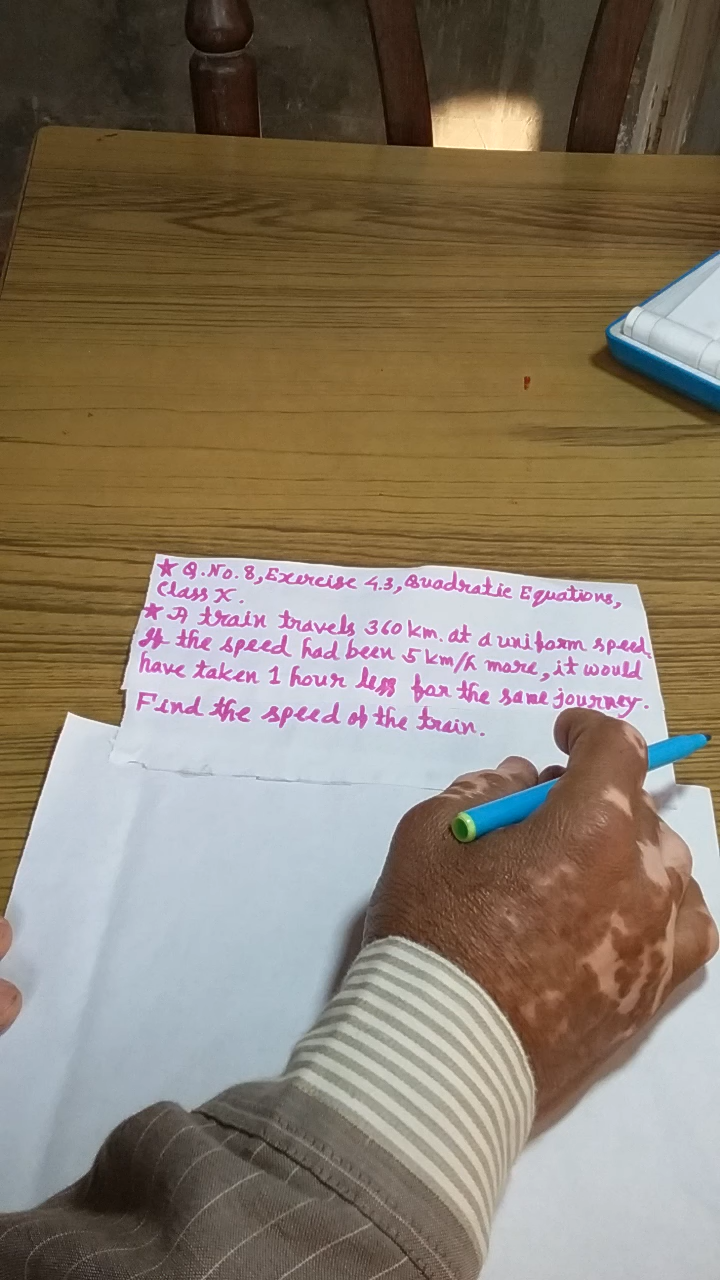 ★ Q.No.8, Exercise 4.3, Quadratic Equations,
Class X.
★ A train travels 360 km. at a uniform speed.
If the speed had been 5 km/h more, it would
have taken 1 hour less for the same journey.
Find the speed of the train.